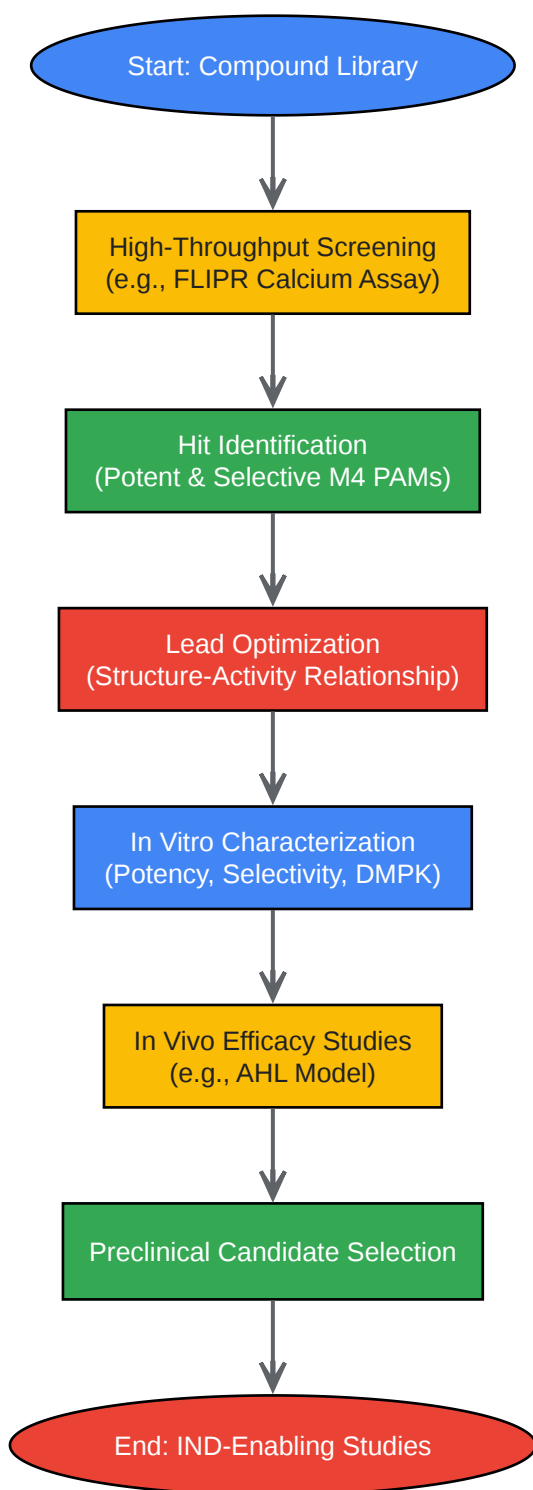 Start: Compound Library
High-Throughput Screening
(e.g., FLIPR Calcium Assay)
Hit Identification
(Potent & Selective M4 PAMs)
Lead Optimization
(Structure-Activity Relationship)
In Vitro Characterization
(Potency, Selectivity, DMPK)
In Vivo Efficacy Studies
(e.g., AHL Model)
Preclinical Candidate Selection
End: IND-Enabling Studies